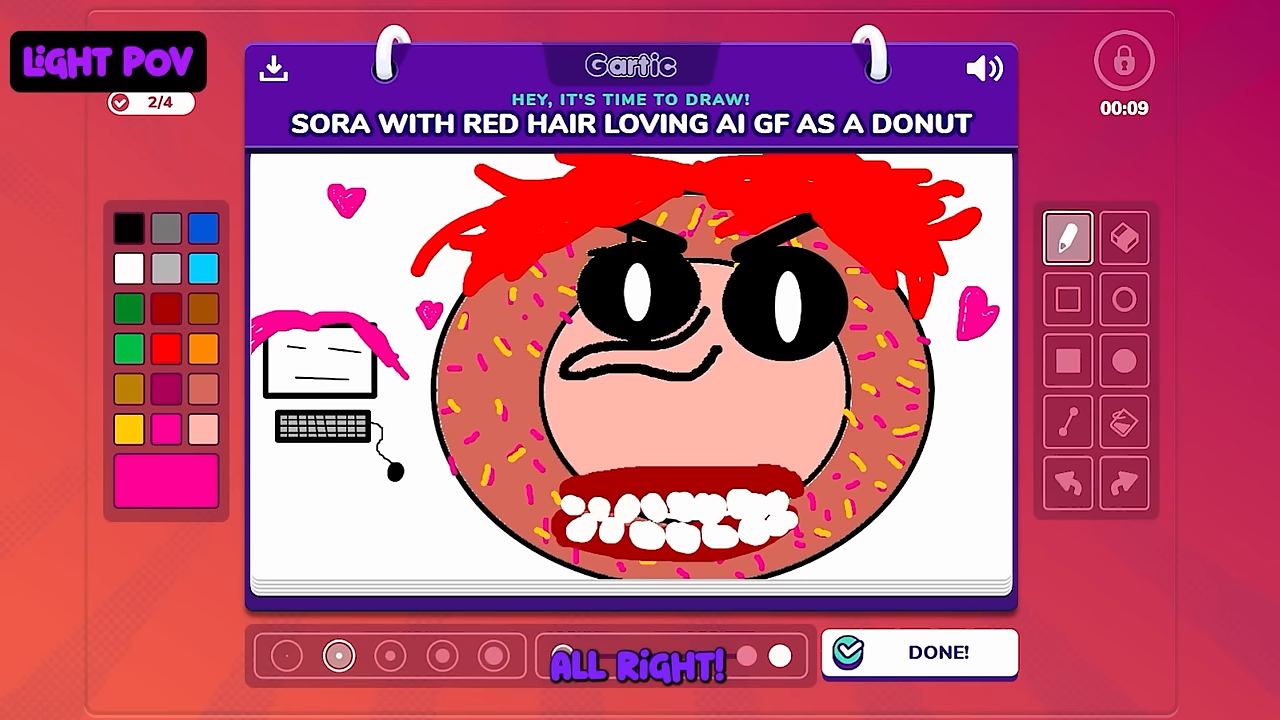 LiGHT POV
2/4
Gartic
HEY, IT'S TIME TO DRAW!
SORA WITH RED HAIR LOVING AI GF AS A DONUT
00:09
ALL RiGHT!
DONE!